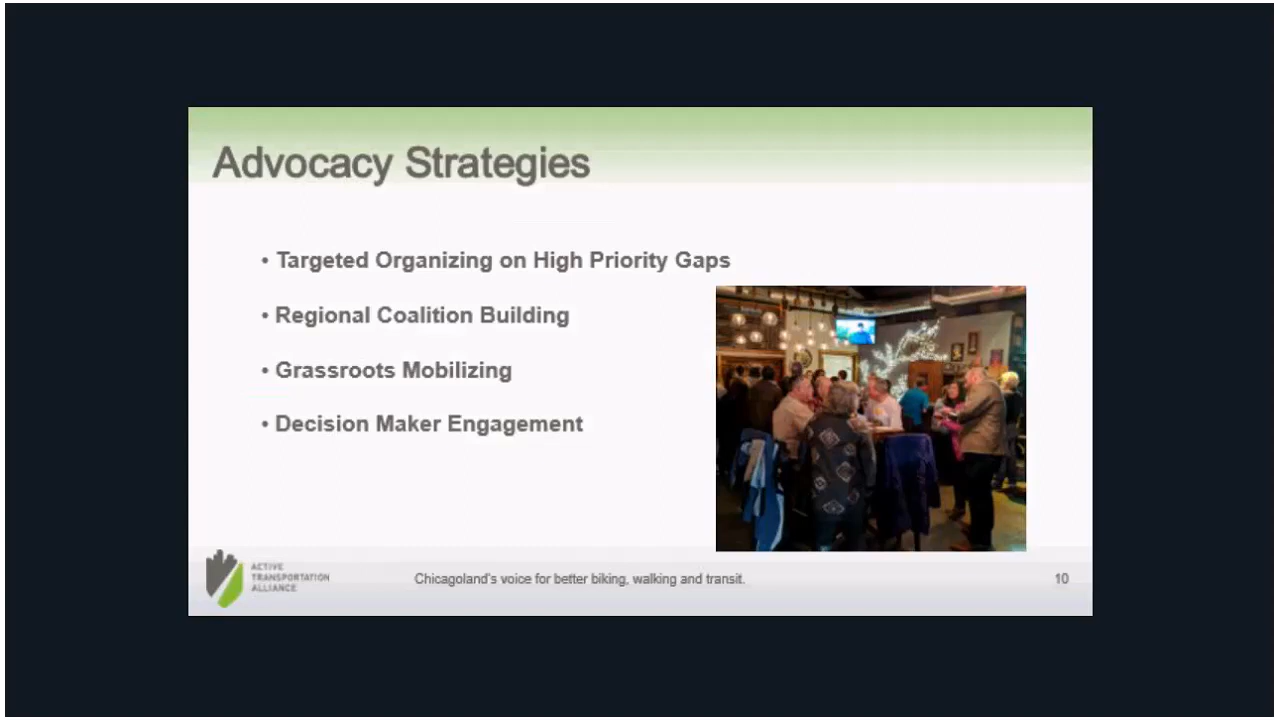 Advocacy Strategies
• Targeted Organizing on High Priority Gaps
• Regional Coalition Building
• Grassroots Mobilizing
• Decision Maker Engagement
ACTIVE
TRANSPORTATION
ALLIANCE
Chicagoland's voice for better biking, walking and transit.
10